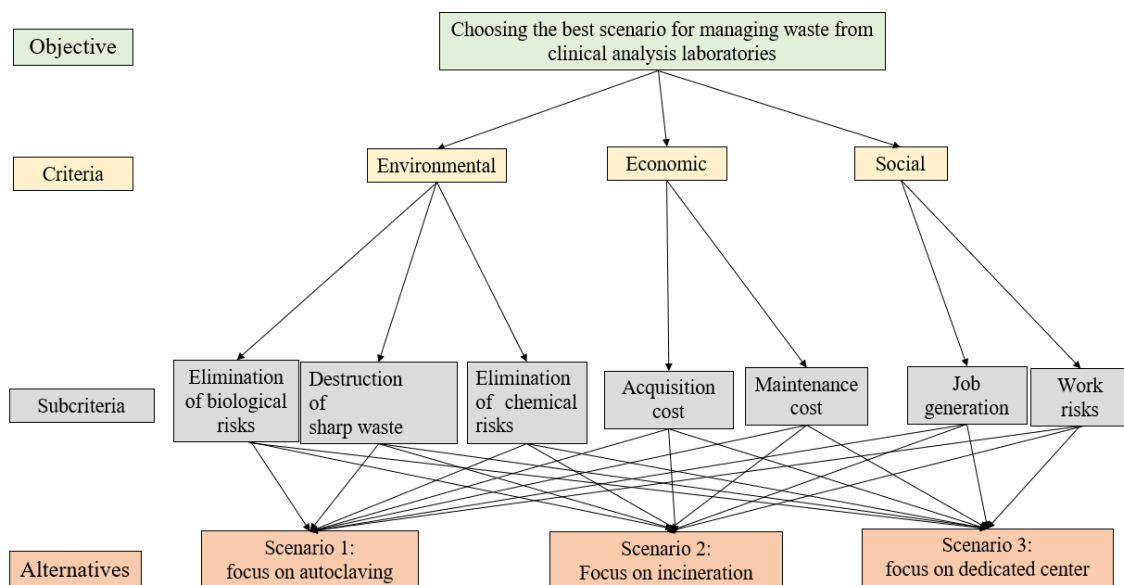 Objective
Choosing the best scenario for managing waste from
clinical analysis laboratories
Criteria
Environmental
Economic
Social
Subcriteria
Elimination
of biological
risks
Destruction
of
sharp waste
Elimination
of chemical
risks
Acquisition
cost
Maintenance
cost
Job
generation
Work
risks
Alternatives
Scenario 1:
focus on autoclaving
Scenario 2:
Focus on incineration
Scenario 3:
focus on dedicated center